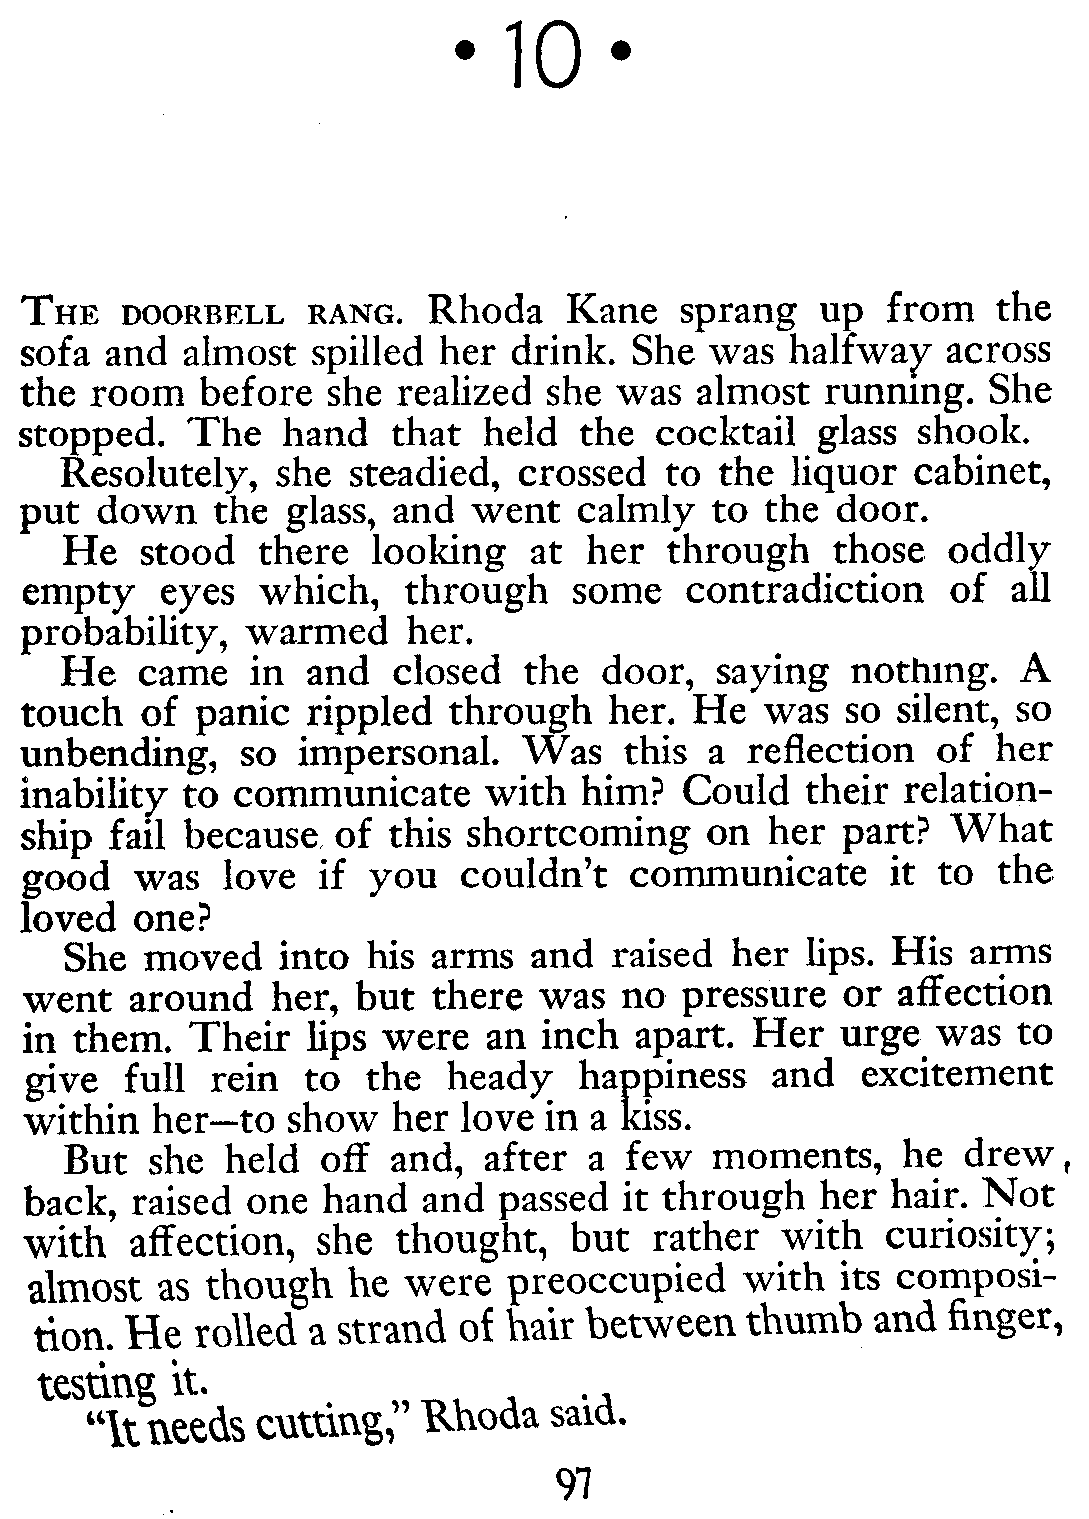 • 10 •
THE DOORBELL RANG. Rhoda Kane sprang up from the
sofa and almost spilled her drink. She was halfway across
the room before she realized she was almost running. She
stopped. The hand that held the cocktail glass shook.
Resolutely, she steadied, crossed to the liquor cabinet,
put down the glass, and went calmly to the door.
He stood there looking at her through those oddly
empty eyes which, through some contradiction of all
probability, warmed her.
He came in and closed the door, saying nothing. A
touch of panic rippled through her. He was so silent, so
unbending, so impersonal. Was this a reflection of her
inability to communicate with him? Could their relation-
ship fail because of this shortcoming on her part? What
good was love if you couldn't communicate it to the
loved one?
She moved into his arms and raised her lips. His arms
went around her, but there was no pressure or affection
in them. Their lips were an inch apart. Her urge was to
give full rein to the heady happiness and excitement
within her—to show her love in a kiss.
But she held off and, after a few moments, he drew
back, raised one hand and passed it through her hair. Not
with affection, she thought, but rather with curiosity;
almost as though he were preoccupied with its composi-
tion. He rolled a strand of hair between thumb and finger,
testing it.
"It needs cutting," Rhoda said.
97